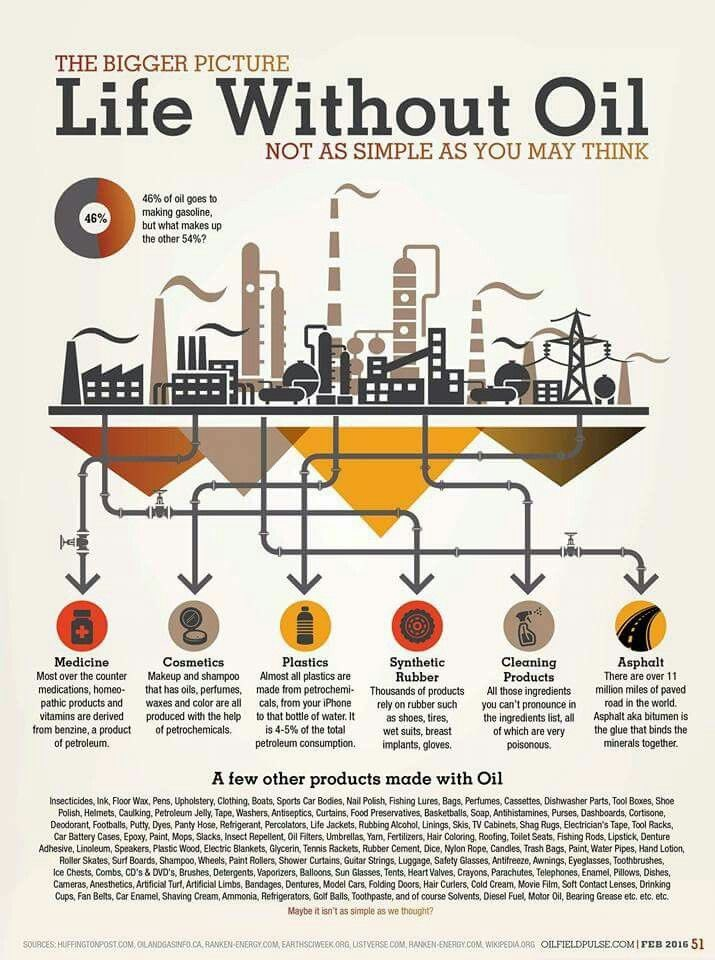 THE BIGGER PICTURE
Life Without Oil
NOT AS SIMPLE AS YOU MAY THINK
46%
46% of oil goes to
making gasoline,
but what makes up
the other 54%?
Medicine
Most over the counter
medications, homeo-
pathic products and
vitamins are derived
from benzine, a product
of petroleum.
Cosmetics
Makeup and shampoo
that has oils, perfumes,
waxes and color are all
produced with the help
of petrochemicals.
Plastics
Almost all plastics are
made from petrochemi-
cals, from your iPhone
to that bottle of water. It
is 4-5% of the total
petroleum consumption.
Synthetic
Rubber
Thousands of products
rely on rubber such
as shoes, tires,
wet suits, breast
implants, gloves.
Cleaning
Products
All those ingredients
you can't pronounce in
the ingredients list, all
of which are very
poisonous.
Asphalt
There are over 11
million miles of paved
road in the world.
Asphalt aka bitumen is
the glue that binds the
minerals together.
A few other products made with Oil
Insecticides, Ink, Floor Wax, Pens, Upholstery, Clothing, Boats, Sports Car Bodies, Nail Polish, Fishing Lures, Bags, Perfumes, Cassettes, Dishwasher Parts, Tool Boxes, Shoe
Polish, Helmets, Caulking, Petroleum Jelly, Tape, Washers, Antiseptics, Curtains, Food Preservatives, Basketballs, Soap, Antihistamines, Purses, Dashboards, Cortisone,
Deodorant, Footballs, Putty, Dyes, Panty Hose, Refrigerant, Percolators, Life Jackets, Rubbing Alcohol, Linings, Skis, TV Cabinets, Shag Rugs, Electrician's Tape, Tool Racks,
Car Battery Cases, Epoxy, Paint, Mops, Slacks, Insect Repellent, Oil Filters, Umbrellas, Yarn, Fertilizers, Hair Coloring, Roofing, Toilet Seats, Fishing Rods, Lipstick, Denture
Adhesive, Linoleum, Speakers, Plastic Wood, Electric Blankets, Glycerin, Tennis Rackets, Rubber Cement, Dice, Nylon Rope, Candles, Trash Bags, Paint, Water Pipes, Hand Lotion,
Roller Skates, Surf Boards, Shampoo, Wheels, Paint Rollers, Shower Curtains, Guitar Strings, Luggage, Safety Glasses, Antifreeze, Awnings, Eyeglasses, Toothbrushes,
Ice Chests, Combs, CD's & DVD's, Brushes, Detergents, Vaporizers, Balloons, Sun Glasses, Tents, Heart Valves, Crayons, Parachutes, Telephones, Enamel, Pillows, Dishes,
Cameras, Anesthetics, Artificial Turf, Artificial Limbs, Bandages, Dentures, Model Cars, Folding Doors, Hair Curlers, Cold Cream, Movie Film, Soft Contact Lenses, Drinking
Cups, Fan Belts, Car Enamel, Shaving Cream, Ammonia, Refrigerators, Golf Balls, Toothpaste, and of course Solvents, Diesel Fuel, Motor Oil, Bearing Grease etc. etc. etc.
Maybe it isn't as simple as we thought?
SOURCES: HUFFINGTONPOST.COM, OILANDGASINFO.CA, RANKEN-ENERGY.COM, EARTHSCIWEEK.ORG, LISTVERSE.COM, RANKEN-ENERGY.COM, WIKIPEDIA.ORG OILFIELDPULSE.COM | FEB 2016 51